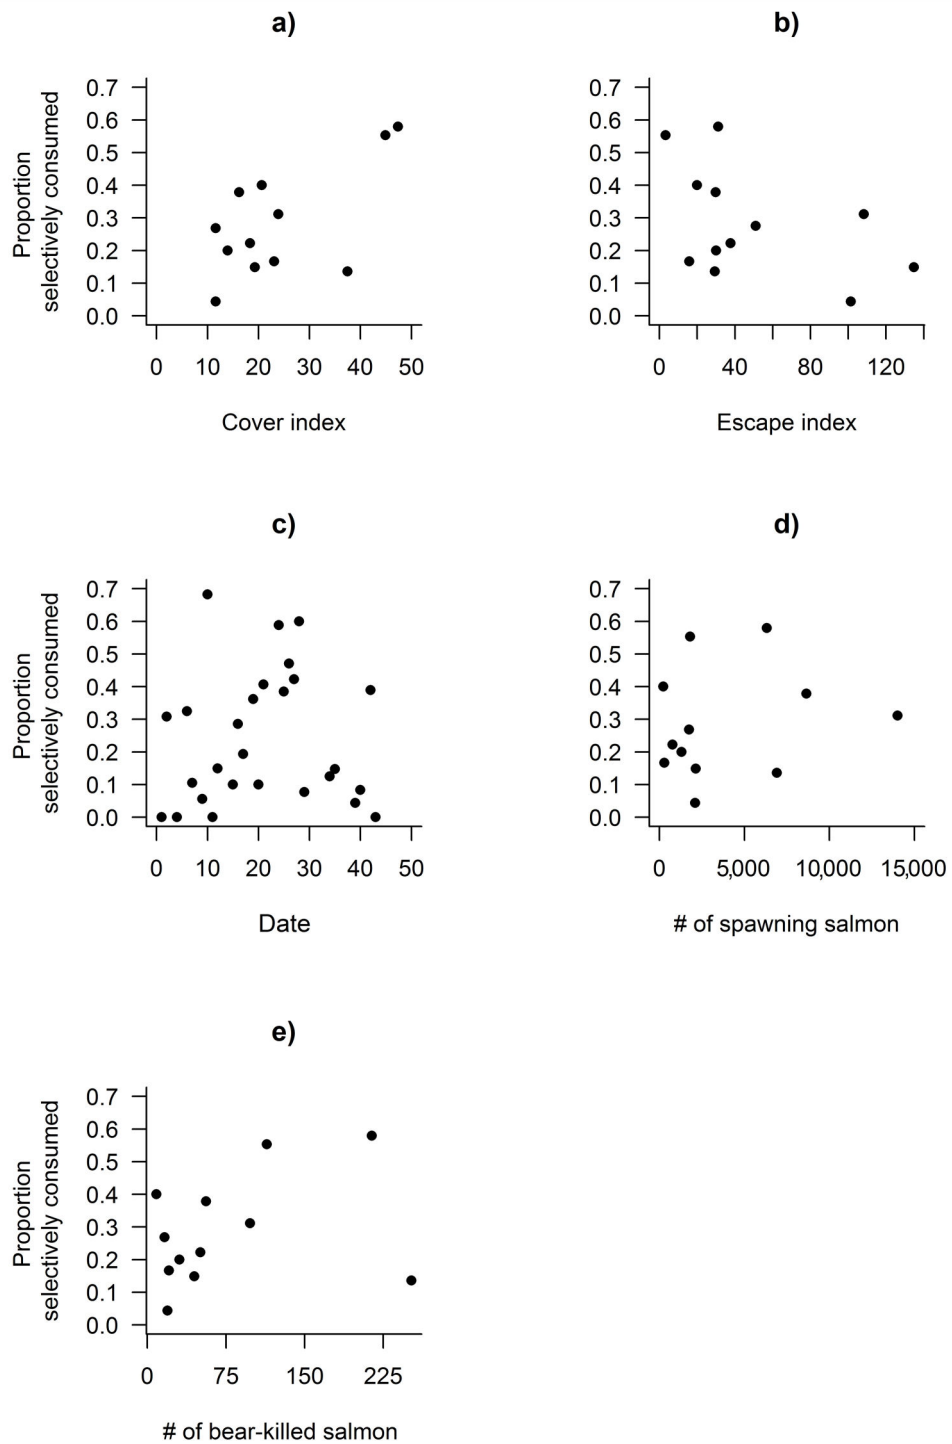 a)
0.7
0.6
0.5
0.4
0.3
0.2
0.1
0.0
Proportion
selectively consumed
0 10 20 30 40 50
Cover index
b)
0.7
0.6
0.5
0.4
0.3
0.2
0.1
0.0
0 40 80 120
Escape index
c)
0.7
0.6
0.5
0.4
0.3
0.2
0.1
0.0
Proportion
selectively consumed
0 10 20 30 40 50
Date
d)
0.7
0.6
0.5
0.4
0.3
0.2
0.1
0.0
0 5,000 10,000 15,000
# of spawning salmon
e)
0.7
0.6
0.5
0.4
0.3
0.2
0.1
0.0
Proportion
selectively consumed
0 75 150 225
# of bear-killed salmon